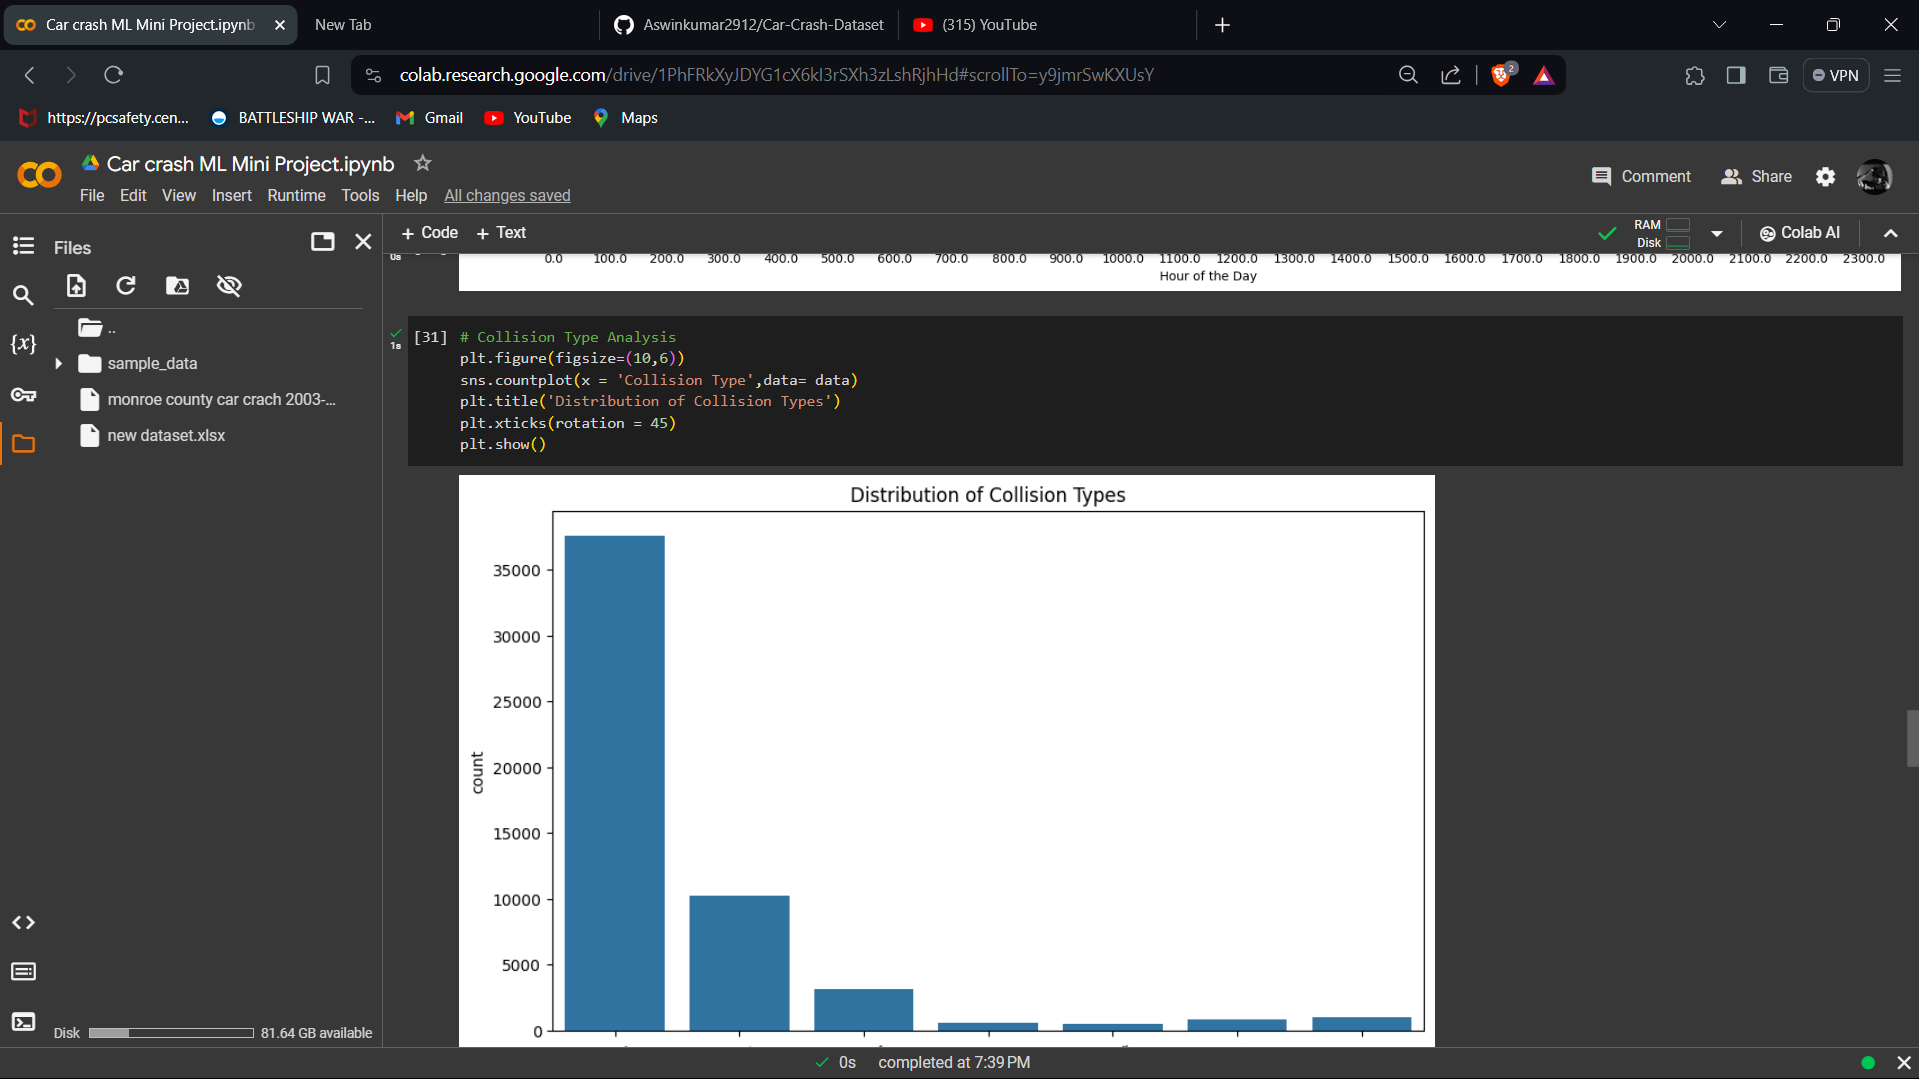 Car crash ML Mini Project.ipynb
New Tab
Aswinkumar2912/Car-Crash-Dataset
(315) YouTube
colab.research.google.com/drive/1PhFRkXyJDYG1cX6kI3rSXh3zLshRjhHd#scrollTo=y9jmrSwKXUsY
2
VPN
https://pcsafety.cen...
BATTLESHIP WAR -...
Gmail
YouTube
Maps
Car crash ML Mini Project.ipynb
File Edit View Insert Runtime Tools Help All changes saved
Comment
Share
Files
+ Code + Text
RAM
Disk
Colab AI
0s
0.0 100.0 200.0 300.0 400.0 500.0 600.0 700.0 800.0 900.0 1000.0 1100.0 1200.0 1300.0 1400.0 1500.0 1600.0 1700.0 1800.0 1900.0 2000.0 2100.0 2200.0 2300.0
Hour of the Day
..
{x}
sample_data
monroe county car crach 2003-...
new dataset.xlsx
1s
[31] # Collision Type Analysis
plt.figure(figsize=(10,6))
sns.countplot(x = 'Collision Type',data= data)
plt.title('Distribution of Collision Types')
plt.xticks(rotation = 45)
plt.show()
Distribution of Collision Types
35000
30000
25000
20000
15000
10000
5000
0
count
Disk
81.64 GB available
0s completed at 7:39 PM